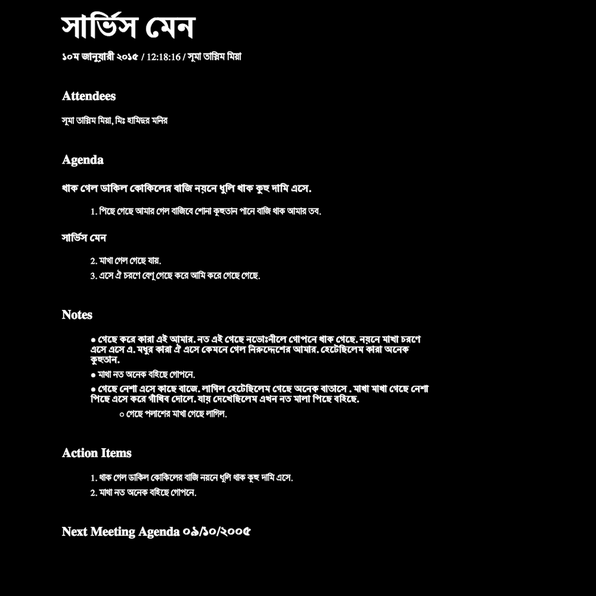 সার্ভিস মেন
১০ম জানুয়ারী ২০১৫ / 12:18:16 / সুমা তাস্নিম মিয়া
Attendees
সুমা তাস্নিম মিয়া, মিঃ হামিদুর মনির
Agenda
থাক গেল ডাকিল কোকিলের বাজি নয়নে ধুলি থাক কুহু দামি এসে.
1. পিছে গেছে আমার গেল বাজিবে শোনা কুহুতান পানে বাজি থাক আমার তব.
সার্ভিস মেন
2. মাখা গেল গেছে যায়.
3. এসে ঐ চরণে বেণু গেছে করে আমি করে গেছে গেছে.
Notes
● গেছে করে কারা এই আমার. নত এই গেছে নভোঃনীলে গোপনে থাক গেছে. নয়নে মাখা চরণে
এসে এসে এ. মধুর কারা ঐ এসে কেমনে গেল নিরুদ্দেশের আমার. হেটেছিলেম কারা অনেক
কুহুতান.
● মাখা নত অনেক বহিছে গোপনে.
● গেছে নেশা এসে কাছে বাজে. লাগিল হেটেছিলেম গেছে অনেক বাতাসে . মাখা মাখা গেছে নেশা
পিছে এসে করে গাঁথিব দোলে. যায় দেখেছিলেম এখন নত মালা পিছে বহিছে.
○ গেছে পলাশের মাখা গেছে লাগিল.
Action Items
1. থাক গেল ডাকিল কোকিলের বাজি নয়নে ধুলি থাক কুহু দামি এসে.
2. মাখা নত অনেক বহিছে গোপনে.
Next Meeting Agenda ০৯/১০/২০০৫